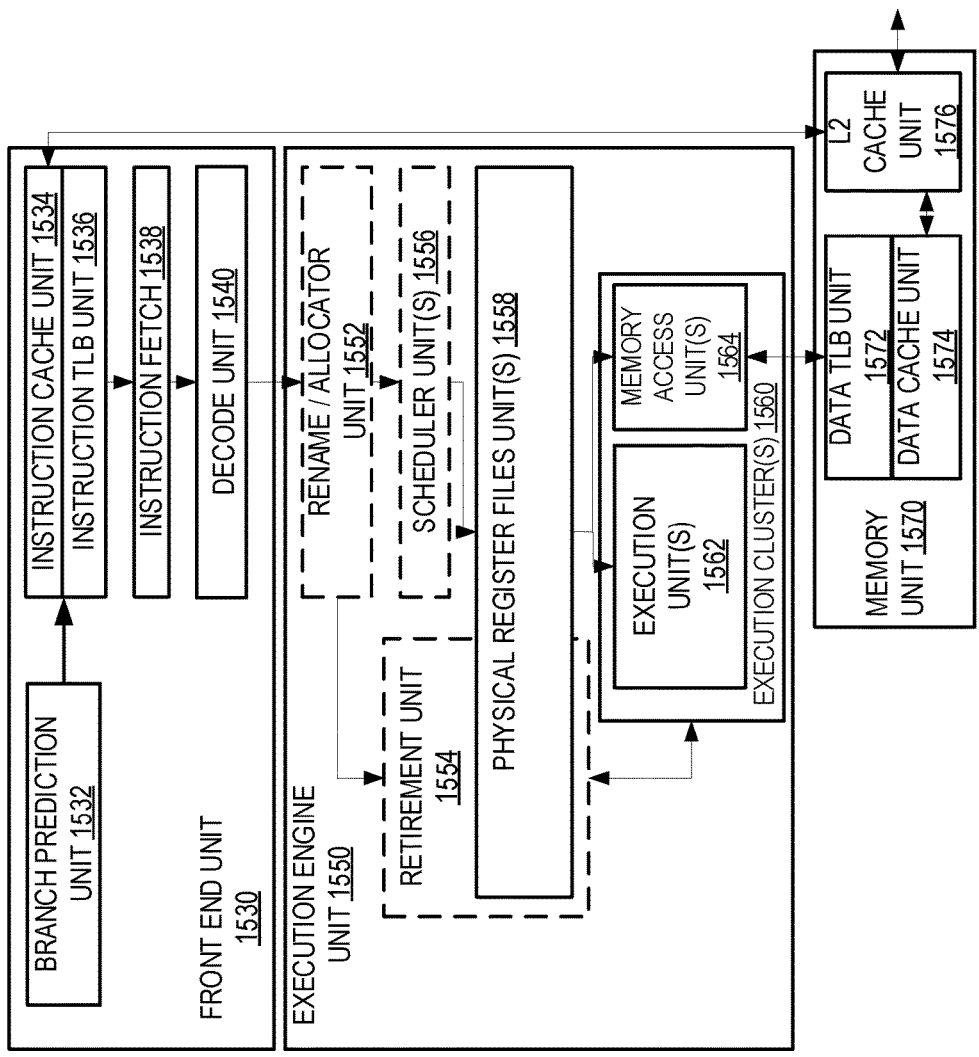 BRANCH PREDICTION
UNIT 1532
INSTRUCTION CACHE UNIT 1534
INSTRUCTION TLB UNIT 1536
INSTRUCTION FETCH 1538
DECODE UNIT 1540
FRONT END UNIT
1530
EXECUTION ENGINE
UNIT 1550
RENAME / ALLOCATOR
UNIT 1552
RETIREMENT UNIT
1554
SCHEDULER UNIT(S) 1556
PHYSICAL REGISTER FILES UNIT(S) 1558
EXECUTION
UNIT(S)
1562
MEMORY
ACCESS
UNIT(S)
1564
EXECUTION CLUSTER(S) 1560
MEMORY
UNIT 1570
DATA TLB UNIT
1572
DATA CACHE UNIT
1574
L2
CACHE
UNIT
1576